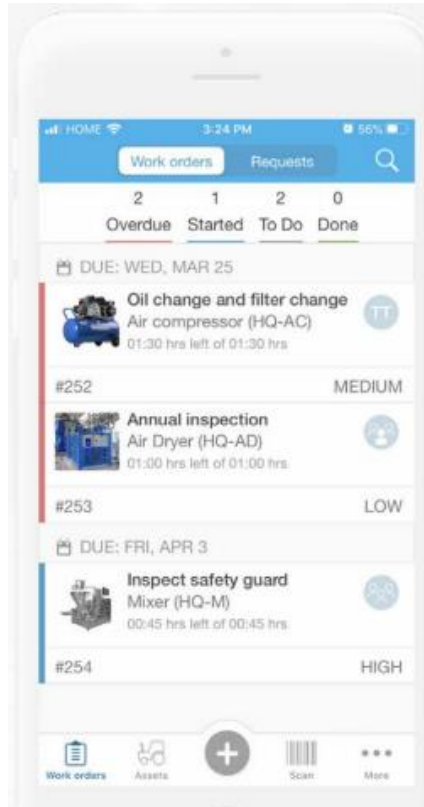 HOME 3:24 PM 56%
Work orders Requests
2 1 2 0
Overdue Started To Do Done
DUE: WED, MAR 25
Oil change and filter change
Air compressor (HQ-AC)
TT
01:30 hrs left of 01:30 hrs
#252 MEDIUM
Annual inspection
Air Dryer (HQ-AD)
01:00 hrs left of 01:00 hrs
#253 LOW
DUE: FRI, APR 3
Inspect safety guard
Mixer (HQ-M)
00:45 hrs left of 00:45 hrs
#254 HIGH
Work orders Assets Scan More